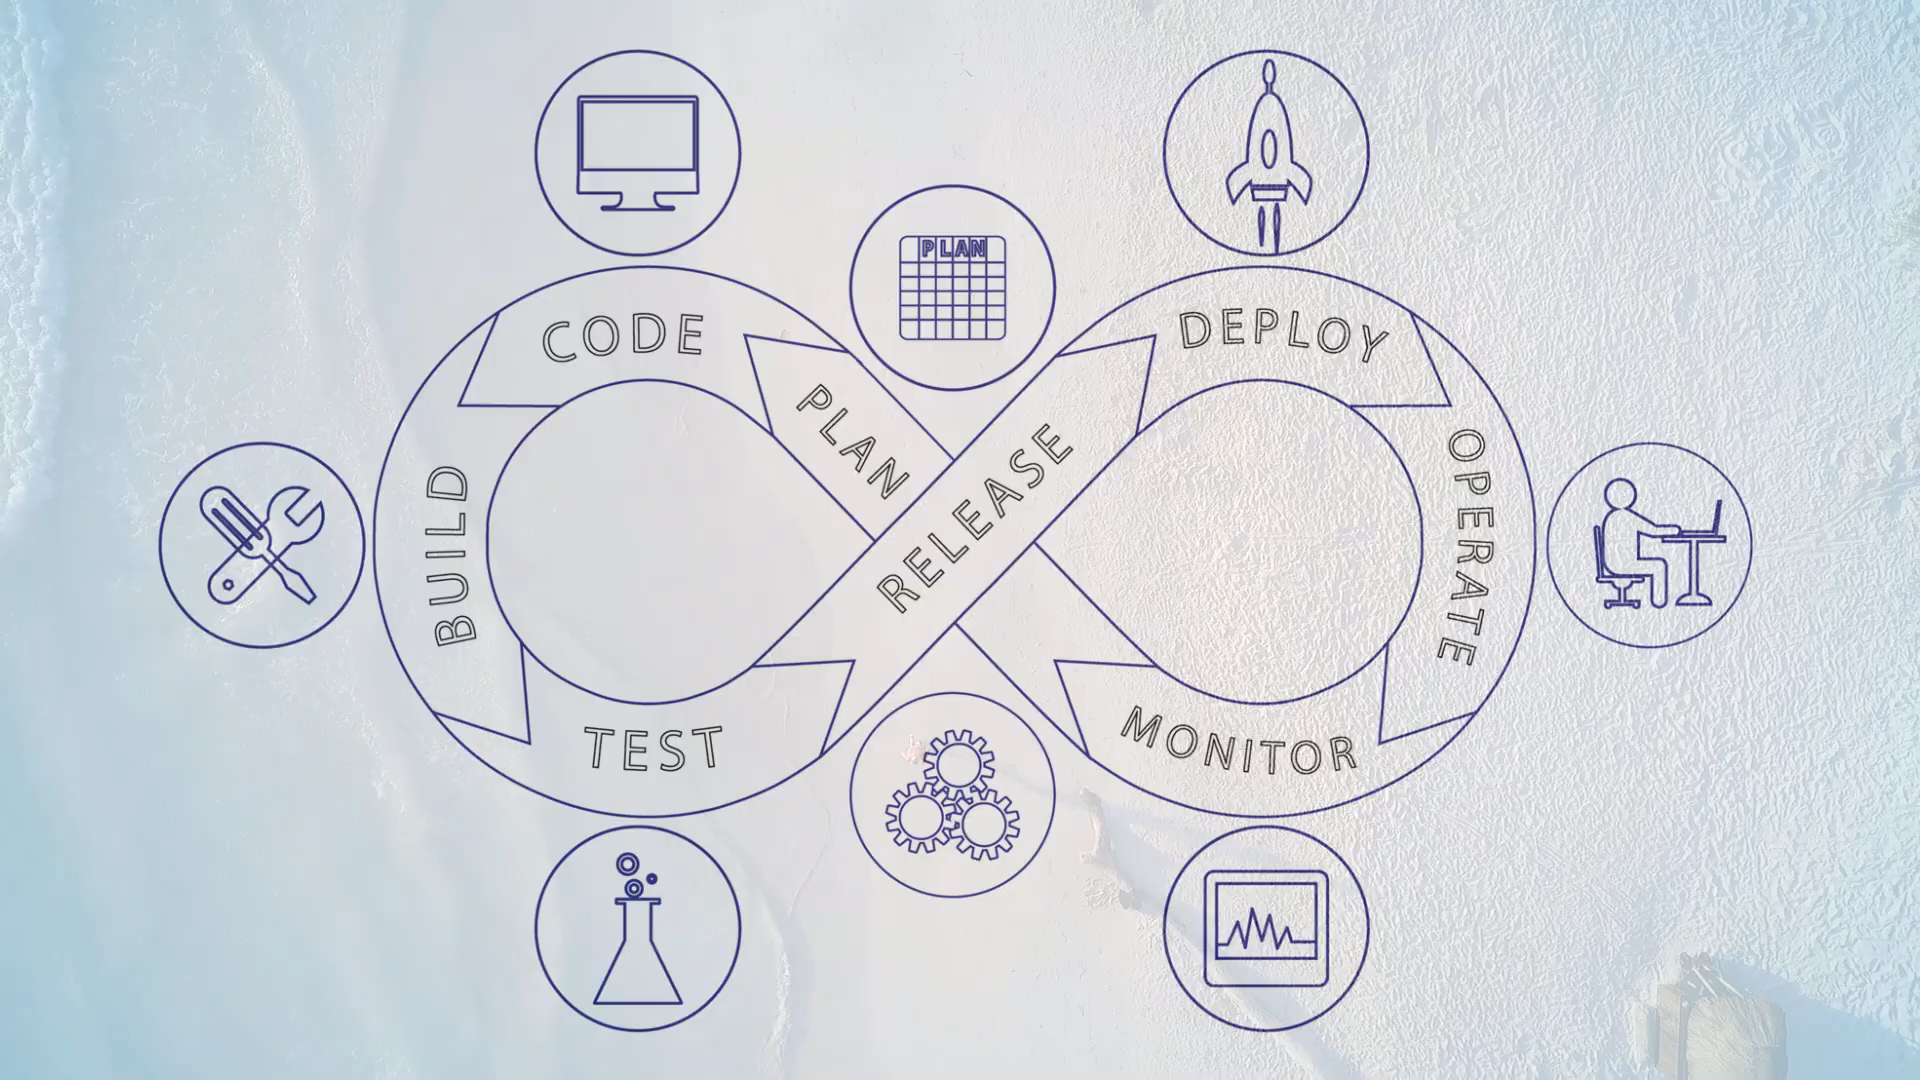 PLAN
CODE
DEPLOY
PLAN
RELEASE
BUILD
OPERATE
TEST
MONITOR